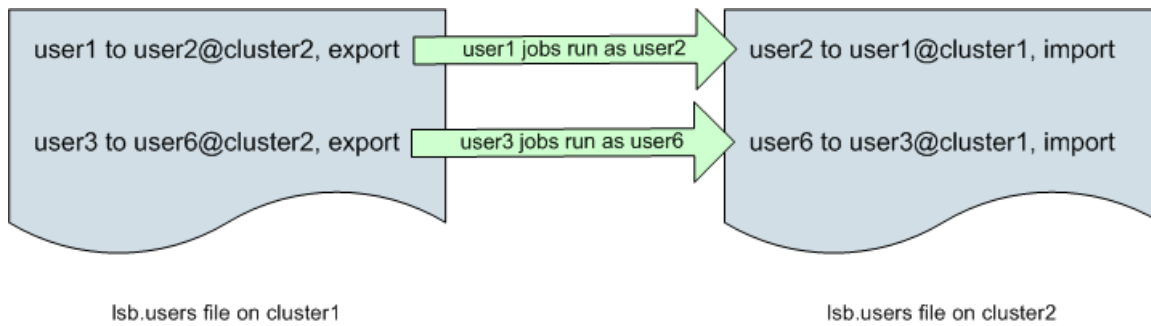 user1 to user2@cluster2, export
user1 jobs run as user2
user2 to user1@cluster1, import
user3 to user6@cluster2, export
user3 jobs run as user6
user6 to user3@cluster1, import
lsb.users file on cluster1
lsb.users file on cluster2